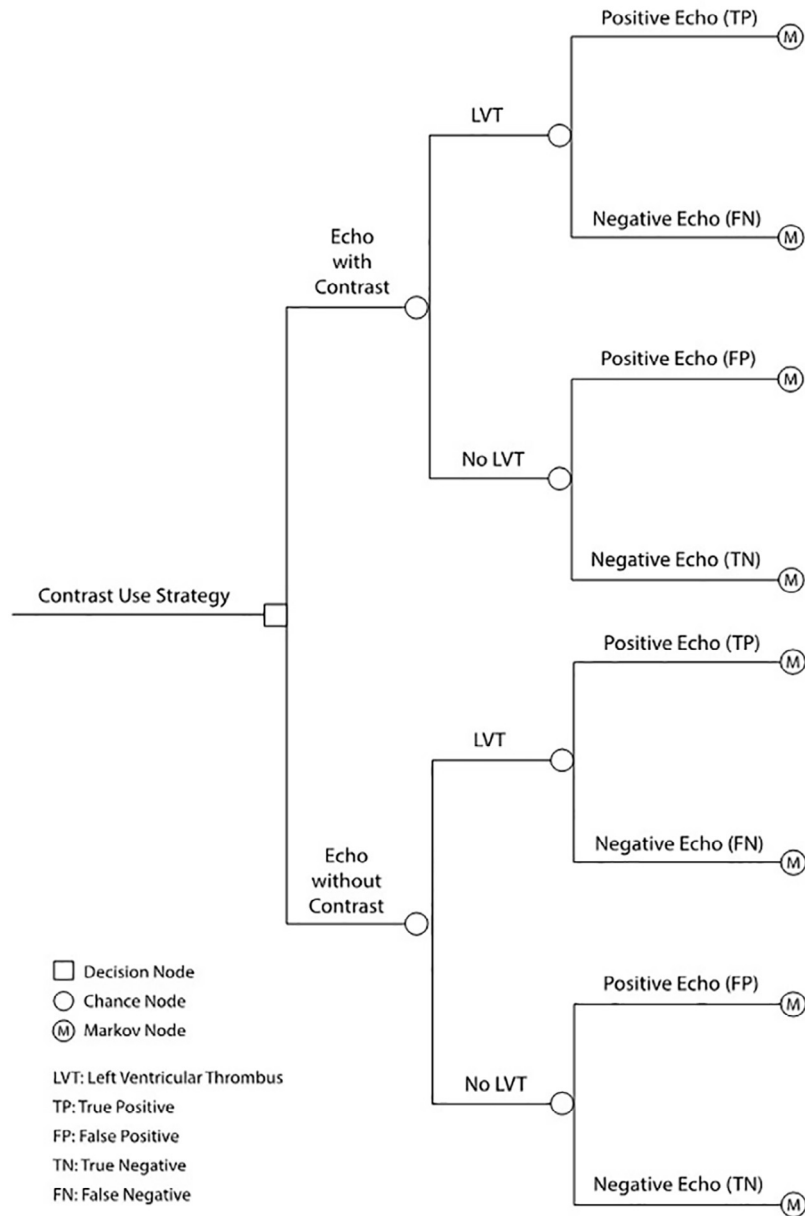 Positive Echo (TP)
M
LVT
Negative Echo (FN)
M
Echo
with
Contrast
Positive Echo (FP)
M
No LVT
Negative Echo (TN)
M
Contrast Use Strategy
Positive Echo (TP)
M
LVT
Negative Echo (FN)
M
Echo
without
Contrast
Positive Echo (FP)
M
No LVT
Negative Echo (TN)
M
Decision Node
Chance Node
M Markov Node
LVT: Left Ventricular Thrombus
TP: True Positive
FP: False Positive
TN: True Negative
FN: False Negative